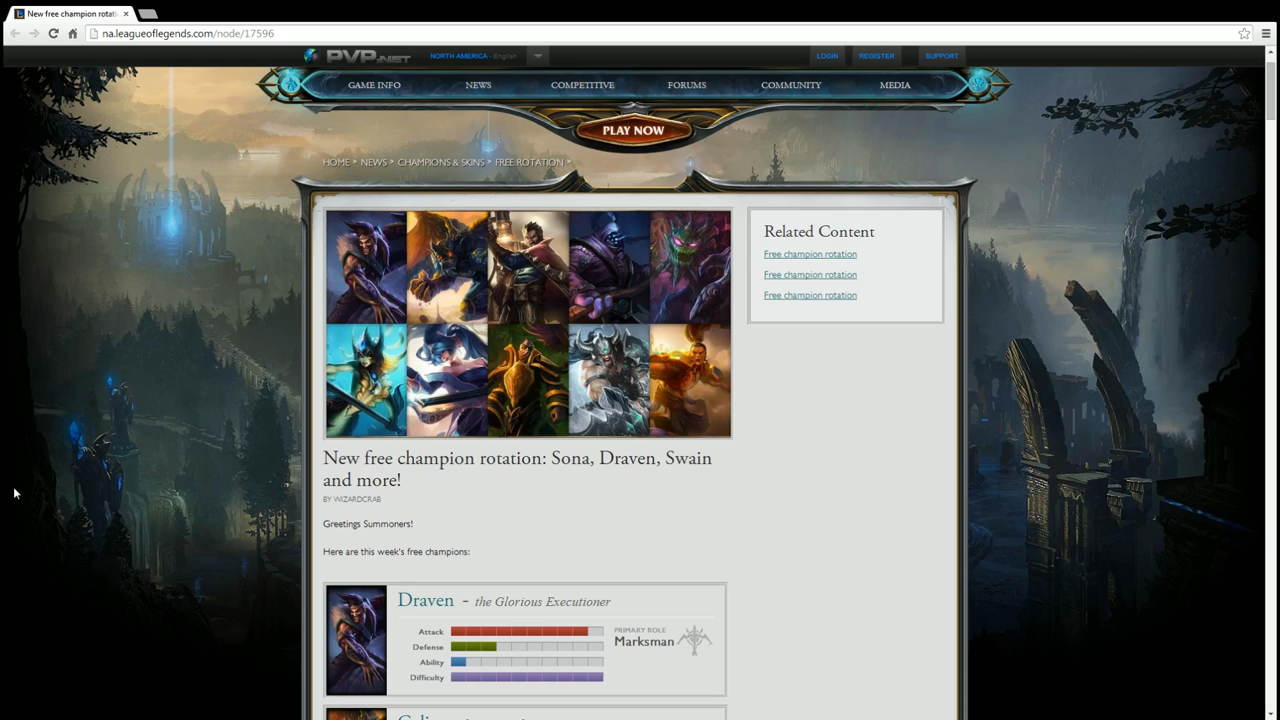 New free champion rotati
na.leagueoflegends.com/node/17596
PVP.NET NORTH AMERICA - English LOGIN REGISTER SUPPORT
GAME INFO NEWS COMPETITIVE FORUMS COMMUNITY MEDIA
PLAY NOW
HOME > NEWS > CHAMPIONS & SKINS > FREE ROTATION >
Related Content
Free champion rotation
Free champion rotation
Free champion rotation
New free champion rotation: Sona, Draven, Swain
and more!
BY WIZARDCRAB
Greetings Summoners!
Here are this week's free champions:
Draven - the Glorious Executioner
Attack
Defense
Ability
Difficulty
PRIMARY ROLE
Marksman